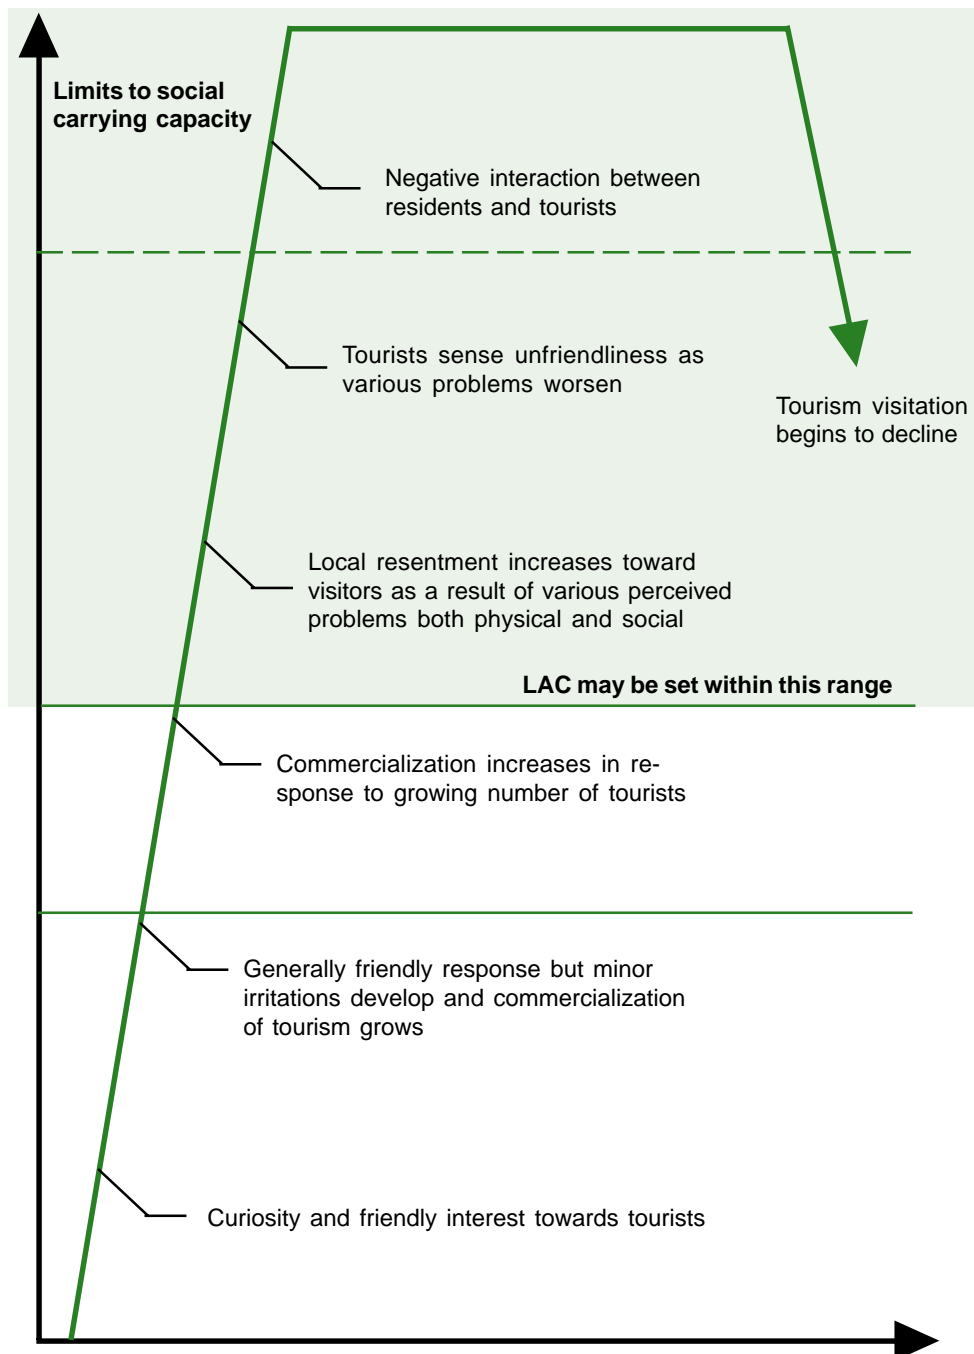 Limits to social
carrying capacity
Negative interaction between
residents and tourists
Tourists sense unfriendliness as
various problems worsen
Tourism visitation
begins to decline
Local resentment increases toward
visitors as a result of various perceived
problems both physical and social
LAC may be set within this range
Commercialization increases in re-
sponse to growing number of tourists
Generally friendly response but minor
irritations develop and commercialization
of tourism grows
Curiosity and friendly interest towards tourists